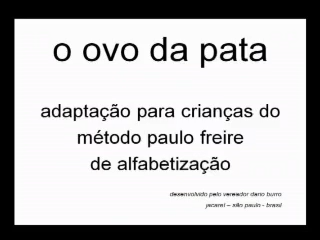 o ovo da pata
adaptação para crianças do
método paulo freire
de alfabetização
desenvolvido pelo vereador dario burro
jacareí – são paulo - brasil